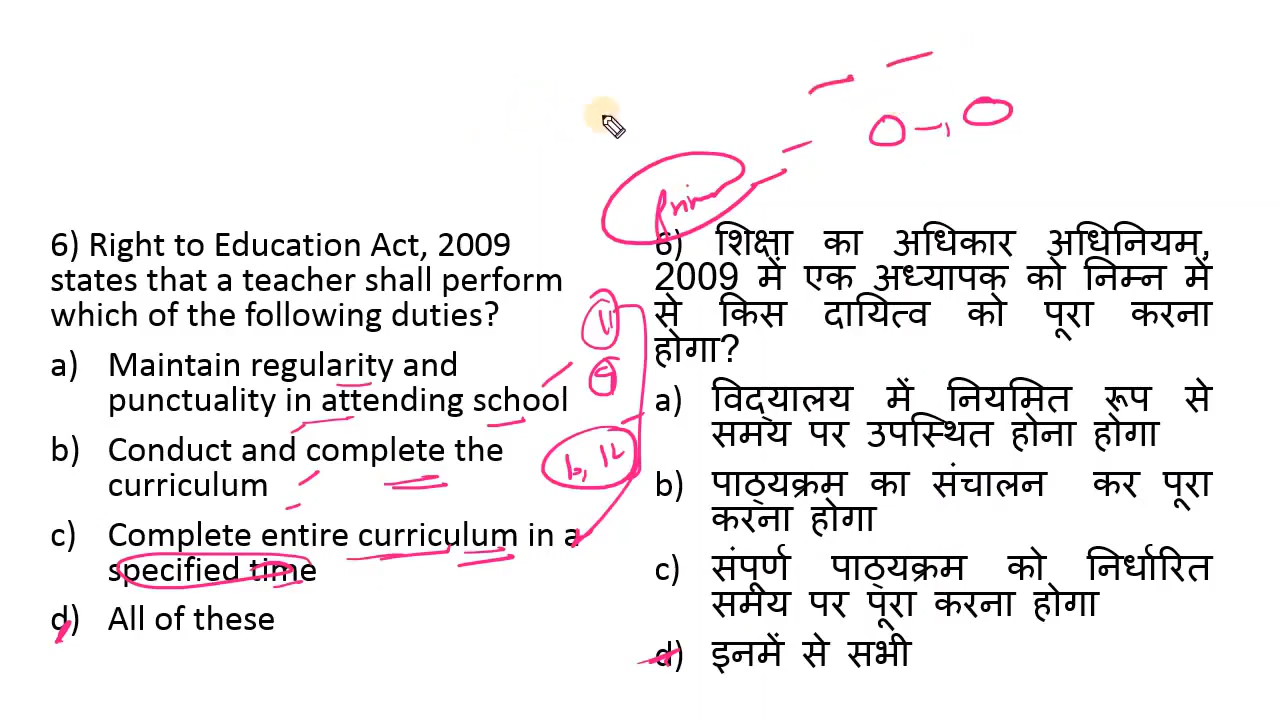 6) Right to Education Act, 2009
states that a teacher shall perform
which of the following duties?
a) Maintain regularity and
punctuality in attending school
b) Conduct and complete the
curriculum
c) Complete entire curriculum in a
specified time
d) All of these
6) शिक्षा का अधिकार अधिनियम,
2009 में एक अध्यापक को निम्न में
से किस दायित्व को पूरा करना
होगा?
a) विद्यालय में नियमित रूप से
समय पर उपस्थित होना होगा
b) पाठ्यक्रम का संचालन कर पूरा
करना होगा
c) संपूर्ण पाठ्यक्रम को निर्धारित
समय पर पूरा करना होगा
d) इनमें से सभी